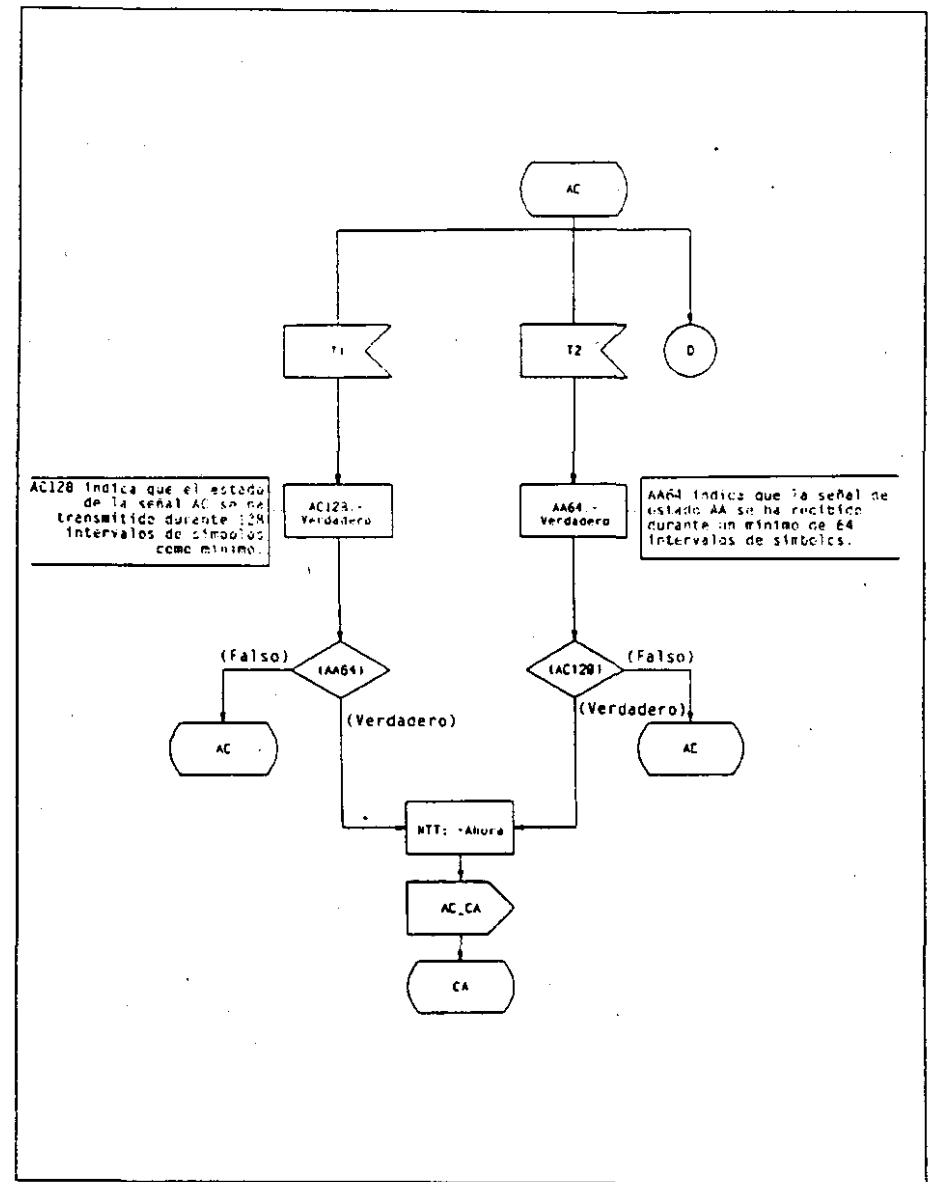 AC
T1
T2
D
AC128 indica que el estado
de la señal AC se ha
transmitido durante 128
intervalos de símbolos
como mínimo.
AC128.-
Verdadero
AA64.-
Verdadero
AA64 indica que la señal de
estado AA se ha recibido
durante un mínimo de 64
intervalos de símbolos.
(Falso)
(AA64)
(AC128)
(Falso)
(Verdadero)
(Verdadero)
AC
AC
NTT: -Ahora
AC_CA
CA